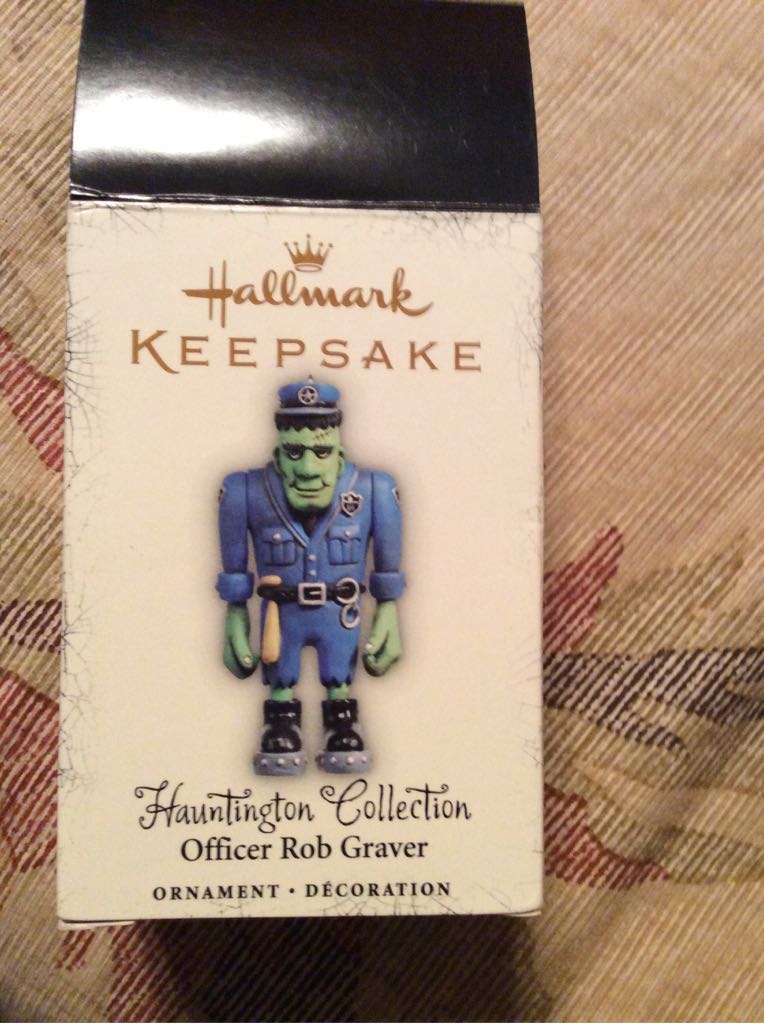 Hallmark
KEEPSAKE
Hauntington Collection
Officer Rob Graver
ORNAMENT • DÉCORATION